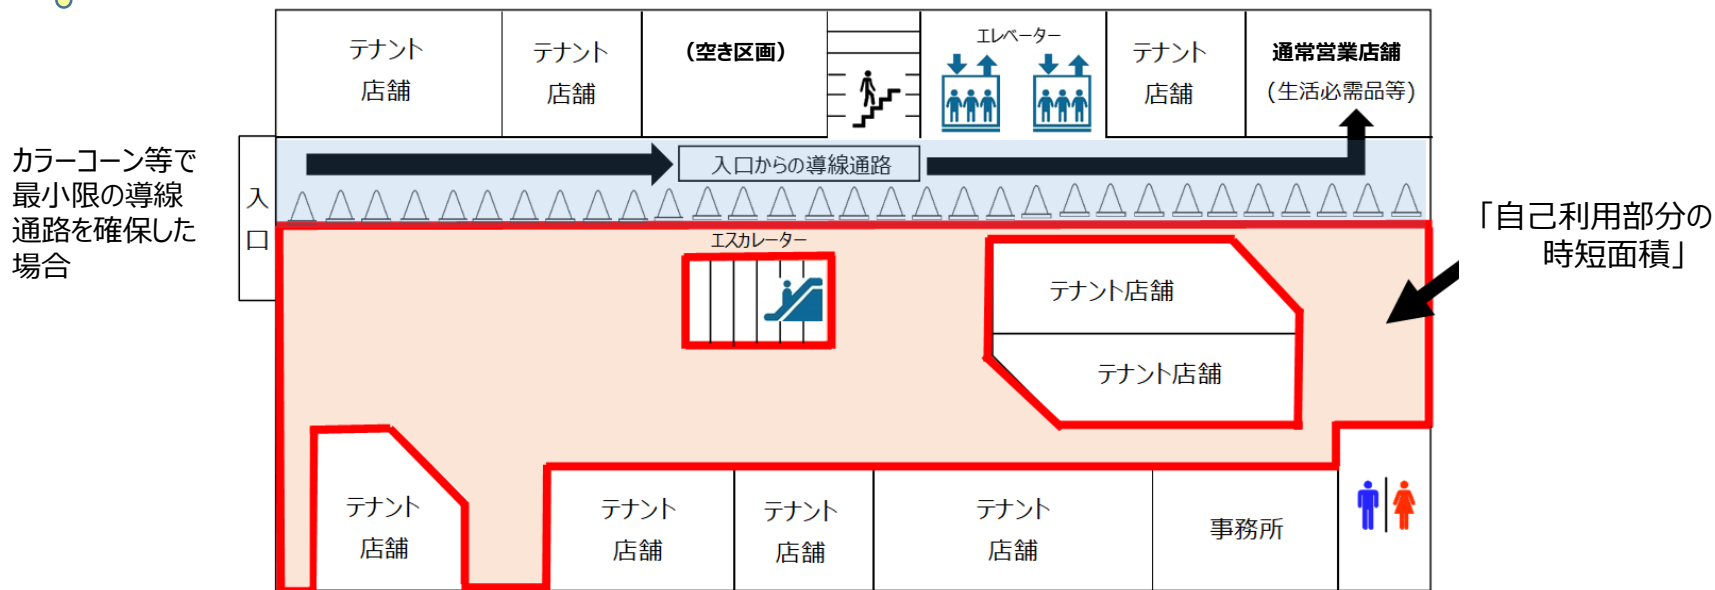 テナント
店舗
テナント
店舗
(空き区画)
エレベーター
テナント
店舗
通常営業店舗
(生活必需品等)
カラーコーン等で
最小限の導線
通路を確保した
場合
入
口
入口からの導線通路
「自己利用部分の
時短面積」
エスカレーター
テナント店舗
テナント店舗
テナント
店舗
テナント
店舗
テナント
店舗
テナント
店舗
事務所